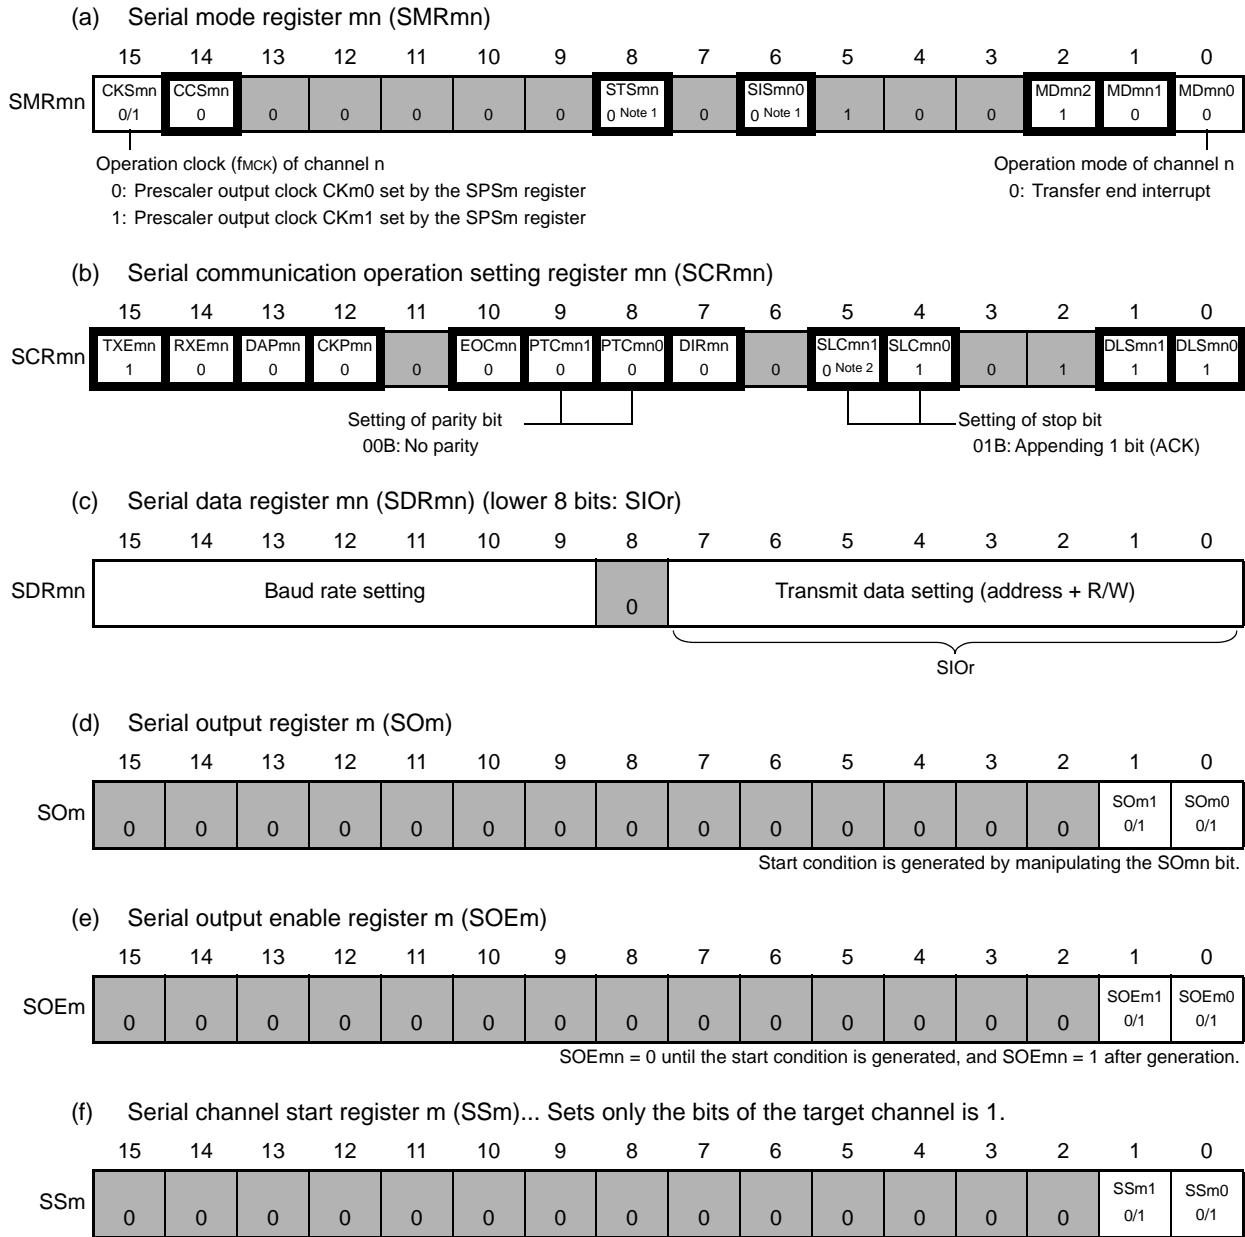 (a) Serial mode register mn (SMRmn)
15 14 13 12 11 10 9 8 7 6 5 4 3 2 1 0
SMRmn CKSmn CCSmn STSmn SISmn0 MDmn2 MDmn1 MDmn0
0/1 0 0 0 0 0 0 0 Note 1 0 0 Note 1 1 0 0 1 0 0
Operation clock (fMCK) of channel n Operation mode of channel n
0: Prescaler output clock CKm0 set by the SPSm register 0: Transfer end interrupt
1: Prescaler output clock CKm1 set by the SPSm register
(b) Serial communication operation setting register mn (SCRmn)
15 14 13 12 11 10 9 8 7 6 5 4 3 2 1 0
SCRmn TXEmn RXEmn DAPmn CKPmn EOCmn PTCmn1 PTCmn0 DIRmn SLCmn1 SLCmn0 DLSmn1 DLSmn0
1 0 0 0 0 0 0 0 0 0 0 Note 2 1 0 1 1 1
Setting of parity bit Setting of stop bit
00B: No parity 01B: Appending 1 bit (ACK)
(c) Serial data register mn (SDRmn) (lower 8 bits: SIOr)
15 14 13 12 11 10 9 8 7 6 5 4 3 2 1 0
SDRmn Baud rate setting 0 Transmit data setting (address + R/W)
SIOr
(d) Serial output register m (SOm)
15 14 13 12 11 10 9 8 7 6 5 4 3 2 1 0
SOm SOm1 SOm0
0 0 0 0 0 0 0 0 0 0 0 0 0 0 0/1 0/1
Start condition is generated by manipulating the SOmn bit.
(e) Serial output enable register m (SOEm)
15 14 13 12 11 10 9 8 7 6 5 4 3 2 1 0
SOEm SOEm1 SOEm0
0 0 0 0 0 0 0 0 0 0 0 0 0 0 0/1 0/1
SOEmn = 0 until the start condition is generated, and SOEmn = 1 after generation.
(f) Serial channel start register m (SSm)... Sets only the bits of the target channel is 1.
15 14 13 12 11 10 9 8 7 6 5 4 3 2 1 0
SSm SSm1 SSm0
0 0 0 0 0 0 0 0 0 0 0 0 0 0 0/1 0/1